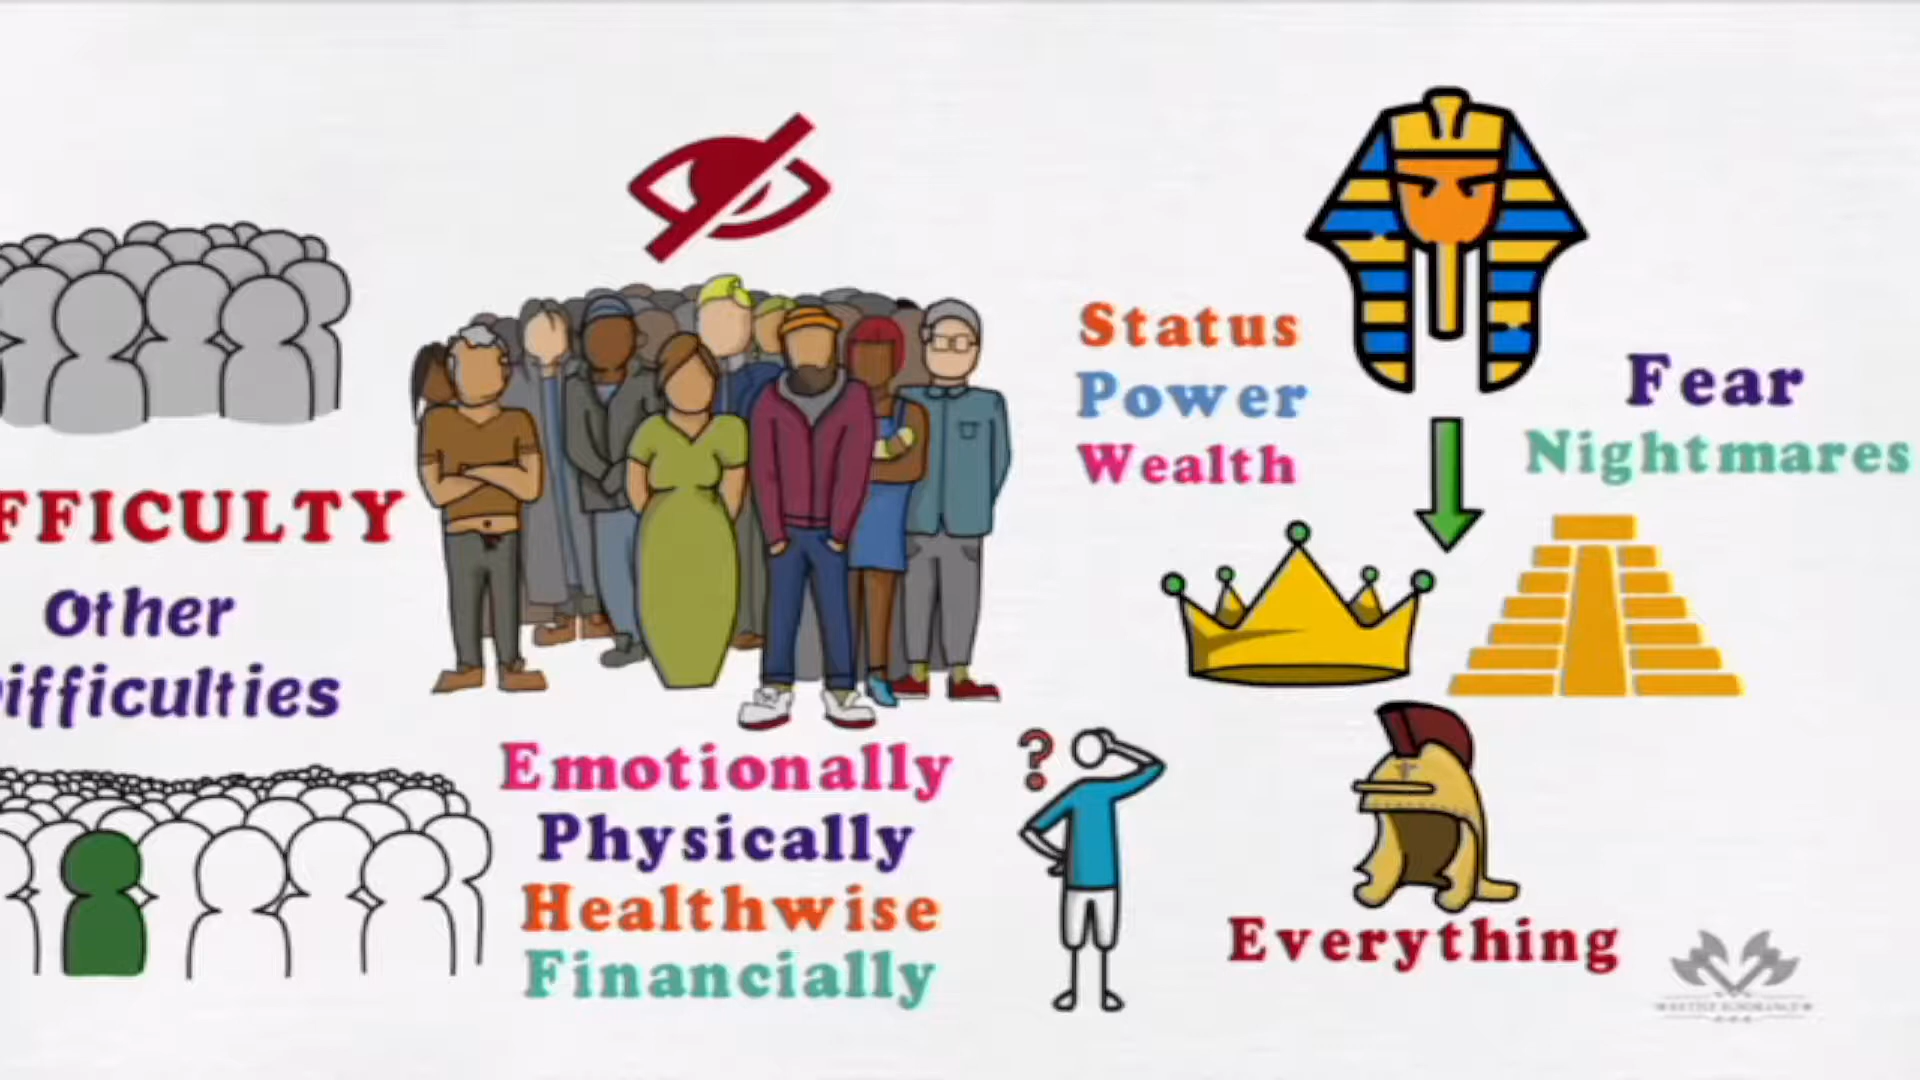 FFICULTY
Other
ifficulties
Emotionally
Physically
Healthwise
Financially
?
Status
Power
Wealth
Fear
Nightmares
Everything